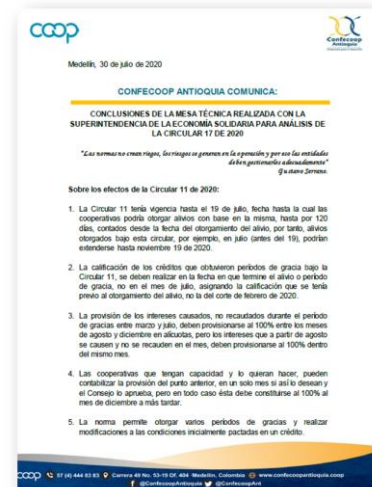 coop
Confecoop
Antioquia
Medellín, 30 de julio de 2020
CONFECOOP ANTIOQUIA COMUNICA:
CONCLUSIONES DE LA MESA TÉCNICA REALIZADA CON LA
SUPERINTENDENCIA DE LA ECONOMÍA SOLIDARIA PARA ANÁLISIS DE
LA CIRCULAR 17 DE 2020
"Las normas no crean riesgos, los riesgos se generan en la operación y por eso las entidades
deben gestionarlos adecuadamente"
Gustavo Serrano.
Sobre los efectos de la Circular 11 de 2020:
1. La Circular 11 tenía vigencia hasta el 19 de julio, fecha hasta la cual las
cooperativas podría otorgar alivios con base en la misma, hasta por 120
días, contados desde la fecha del otorgamiento del alivio, por tanto, alivios
otorgados bajo esta circular, por ejemplo, en julio (antes del 19), podrían
extenderse hasta noviembre 19 de 2020.
2. La calificación de los créditos que obtuvieron períodos de gracia bajo la
Circular 11, se deben realizar en la fecha en que termine el alivio o período
de gracia, no en el mes de julio, asignando la calificación que se tenía
previo al otorgamiento del alivio, no la del corte de febrero de 2020.
3. La provisión de los intereses causados, no recaudados durante el período
de gracias entre marzo y julio, deben provisionarse al 100% entre los meses
de agosto y diciembre en alícuotas, pero los intereses que a partir de agosto
se causen y no se recauden en el mes, deben provisionarse al 100% dentro
del mismo mes.
4. Las cooperativas que tengan capacidad y lo quieran hacer, pueden
contabilizar la provisión del punto anterior, en un solo mes si así lo desean y
el Consejo lo aprueba, pero en todo caso ésta debe constituirse al 100% al
mes de diciembre a más tardar.
5. La norma permite otorgar varios períodos de gracias y realizar
modificaciones a las condiciones inicialmente pactadas en un crédito.
coop 57 (4) 444 83 83 Carrera 49 No. 53-19 Of. 404 Medellín, Colombia www.confecoopantioquia.coop
@ConfecoopAntioquia @ConfecoopAnt